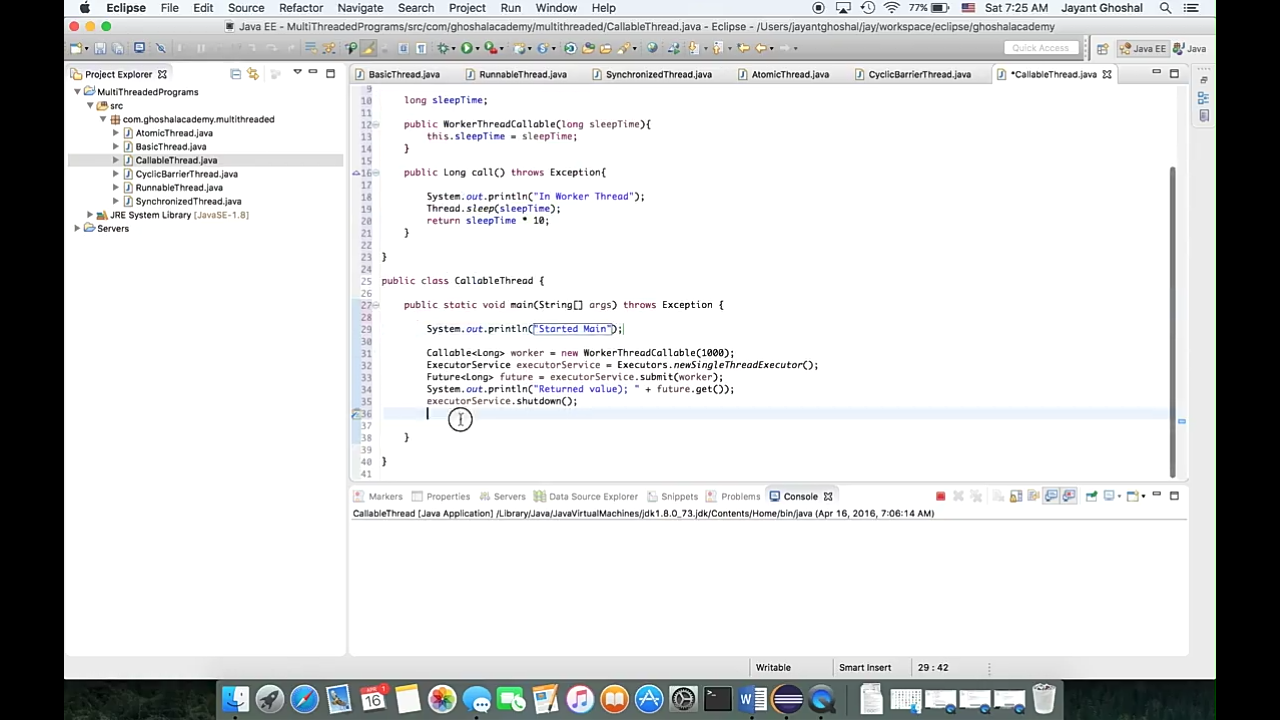 Eclipse File Edit Source Refactor Navigate Search Project Run Window Help 77% Sat 7:25 AM Jayant Ghoshal
Java EE - MultiThreadedPrograms/src/com/ghoshalacademy/multithreaded/CallableThread.java - Eclipse - /Users/jayantghoshal/jay/workspace/eclipse/ghoshalacademy
Quick Access Java EE Java
Project Explorer
MultiThreadedPrograms
src
com.ghoshalacademy.multithreaded
AtomicThread.java
BasicThread.java
CallableThread.java
CyclicBarrierThread.java
RunnableThread.java
SynchronizedThread.java
JRE System Library [JavaSE-1.8]
Servers
BasicThread.java RunnableThread.java SynchronizedThread.java AtomicThread.java CyclicBarrierThread.java *CallableThread.java
9
10 long sleepTime;
11
12 public WorkerThreadCallable(long sleepTime){
13 this.sleepTime = sleepTime;
14 }
15
16 public Long call() throws Exception{
17
18 System.out.println("In Worker Thread");
19 Thread.sleep(sleepTime);
20 return sleepTime * 10;
21 }
22
23 }
24
25 public class CallableThread {
26
27 public static void main(String[] args) throws Exception {
28
29 System.out.println("Started Main");
30
31 Callable<Long> worker = new WorkerThreadCallable(1000);
32 ExecutorService executorService = Executors.newSingleThreadExecutor();
33 Future<Long> future = executorService.submit(worker);
34 System.out.println("Returned value); " + future.get());
35 executorService.shutdown();
36
37
38 }
39
40 }
41
Markers Properties Servers Data Source Explorer Snippets Problems Console
CallableThread [Java Application] /Library/Java/JavaVirtualMachines/jdk1.8.0_73.jdk/Contents/Home/bin/java (Apr 16, 2016, 7:06:14 AM)
Writable Smart Insert 29 : 42